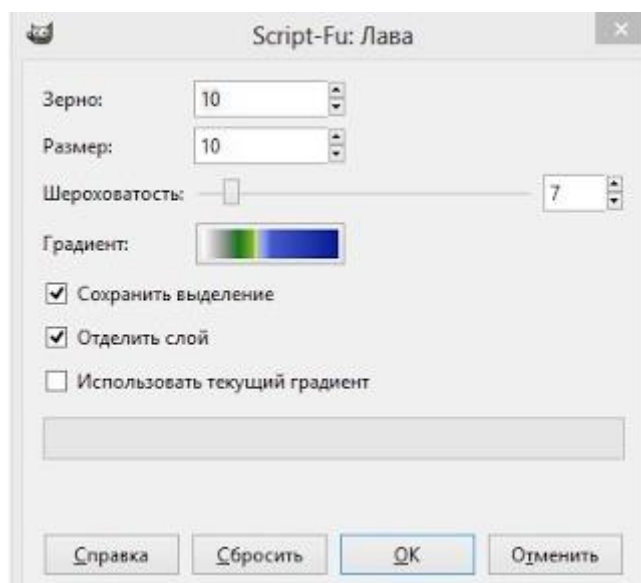 Script-Fu: Лава
Зерно: 10
Размер: 10
Шероховатость: 7
Градиент:
Сохранить выделение
Отделить слой
Использовать текущий градиент
Справка Сбросить OK Отменить